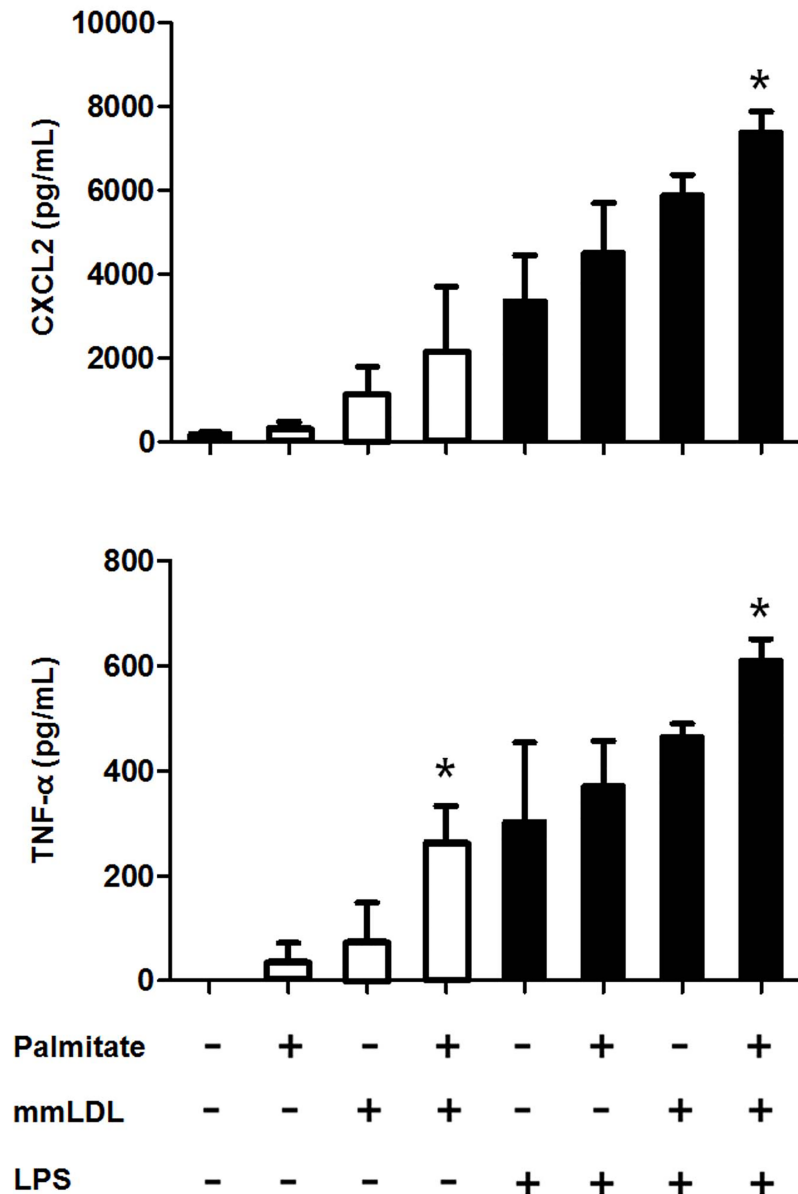 10000
8000
6000
4000
2000
0
CXCL2 (pg/mL)
*
800
600
400
200
0
TNF-α (pg/mL)
*
*
Palmitate - + - + - + - +
mmLDL - - + + - - + +
LPS - - - - + + + +